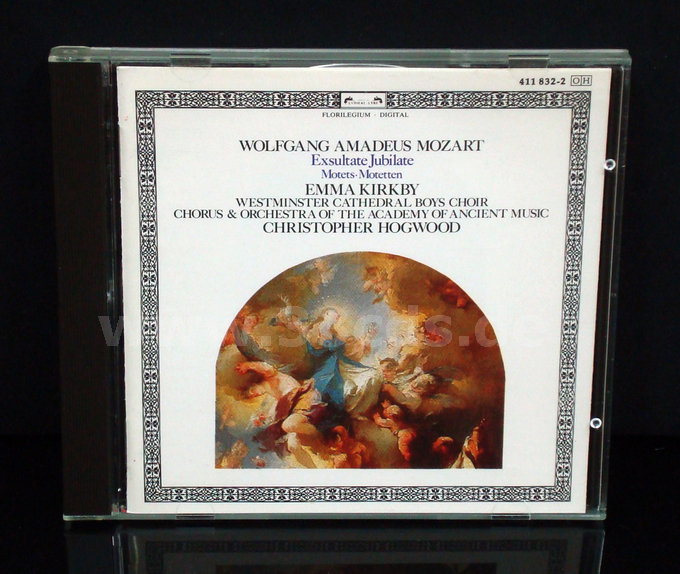 411 832-2 OH
FLORILEGIUM · DIGITAL
WOLFGANG AMADEUS MOZART
Exsultate Jubilate
Motets · Motetten
EMMA KIRKBY
WESTMINSTER CATHEDRAL BOYS CHOIR
CHORUS & ORCHESTRA OF THE ACADEMY OF ANCIENT MUSIC
CHRISTOPHER HOGWOOD